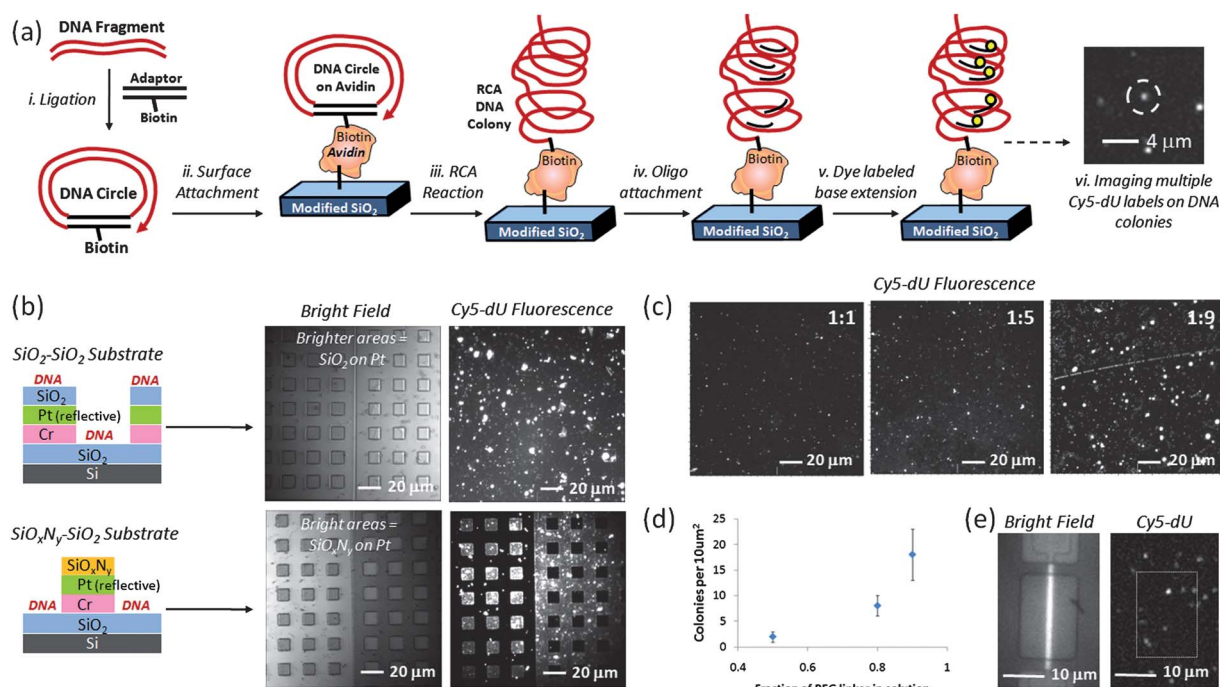 (a)
DNA Fragment
i. Ligation
Adaptor
Biotin
DNA Circle
Biotin
ii. Surface
Attachment
DNA Circle
on Avidin
Biotin
Avidin
Modified SiO₂
iii. RCA
Reaction
RCA
DNA
Colony
Biotin
Modified SiO₂
iv. Oligo
attachment
Biotin
Modified SiO₂
v. Dye labeled
base extension
Biotin
Modified SiO₂
4 μm
vi. Imaging multiple
Cy5-dU labels on DNA
colonies
(b)
SiO₂-SiO₂ Substrate
DNA
DNA
SiO₂
Pt (reflective)
Cr
DNA
SiO₂
Si
Bright Field
Brighter areas =
SiO₂ on Pt
20 μm
Cy5-dU Fluorescence
20 μm
SiOₓNᵧ-SiO₂ Substrate
SiOₓNᵧ
Pt (reflective)
DNA
Cr
DNA
SiO₂
Si
Bright areas =
SiOₓNᵧ on Pt
20 μm
20 μm
(c)
Cy5-dU Fluorescence
1:1
20 μm
1:5
20 μm
1:9
20 μm
(d)
Colonies per 10um²
25
20
15
10
5
0
0.4
0.6
0.8
1
(e)
Bright Field
10 μm
Cy5-dU
10 μm